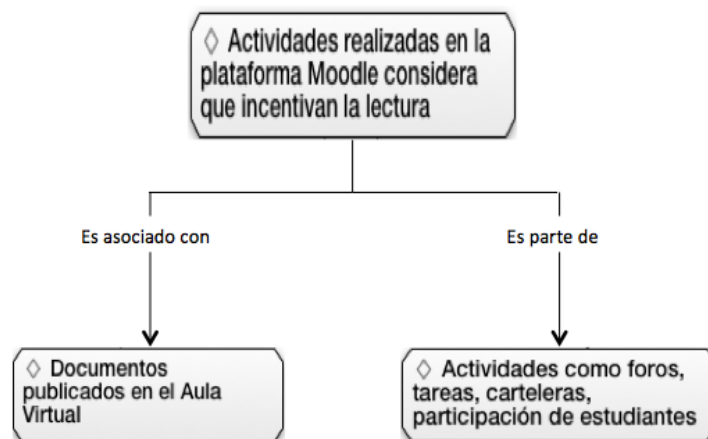 ◇ Actividades realizadas en la
plataforma Moodle considera
que incentivan la lectura
Es asociado con
Es parte de
◇ Documentos
publicados en el Aula
Virtual
◇ Actividades como foros,
tareas, carteleras,
participación de estudiantes